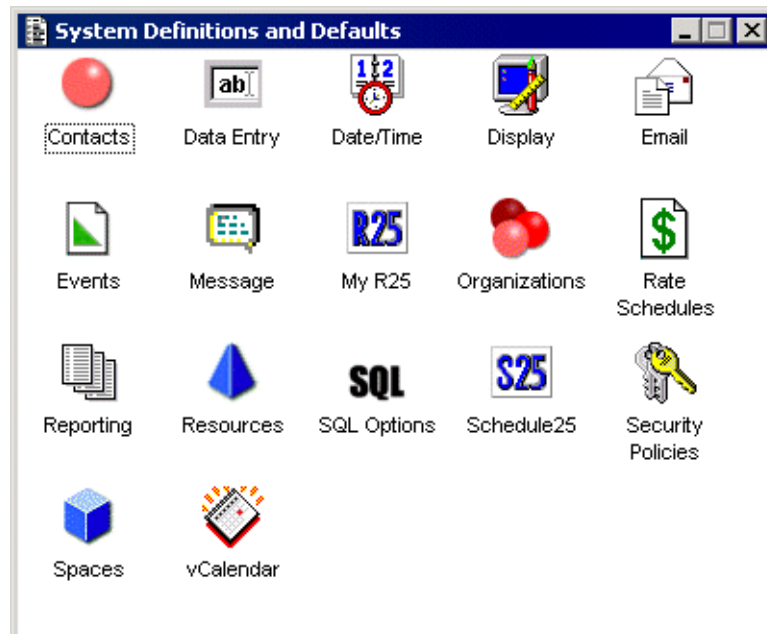 System Definitions and Defaults
ab
1 2
Contacts Data Entry Date/Time Display Email
R25
$
Events Message My R25 Organizations Rate
Schedules
SQL
S25
Reporting Resources SQL Options Schedule25 Security
Policies
Spaces vCalendar